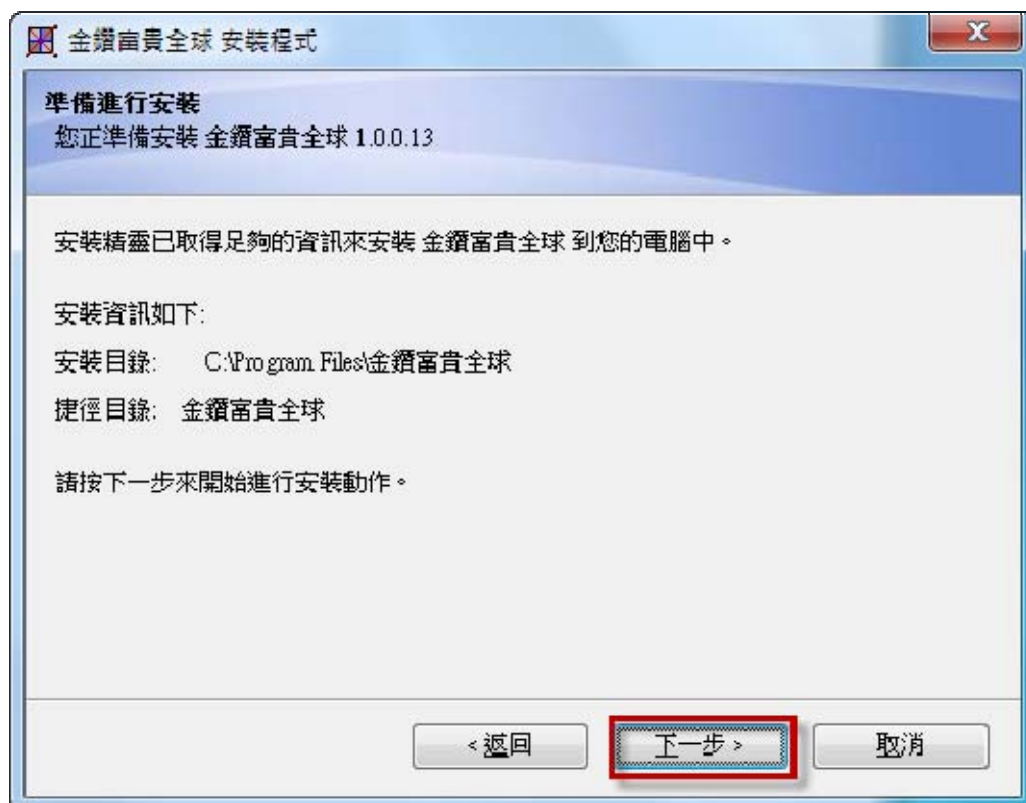 金鑽富貴全球 安裝程式
準備進行安裝
您正準備安裝 金鑽富貴全球 1.0.0.13
安裝精靈已取得足夠的資訊來安裝 金鑽富貴全球 到您的電腦中。
安裝資訊如下:
安裝目錄: C:\Program Files\金鑽富貴全球
捷徑目錄: 金鑽富貴全球
請按下一步來開始進行安裝動作。
<返回 下一步> 取消